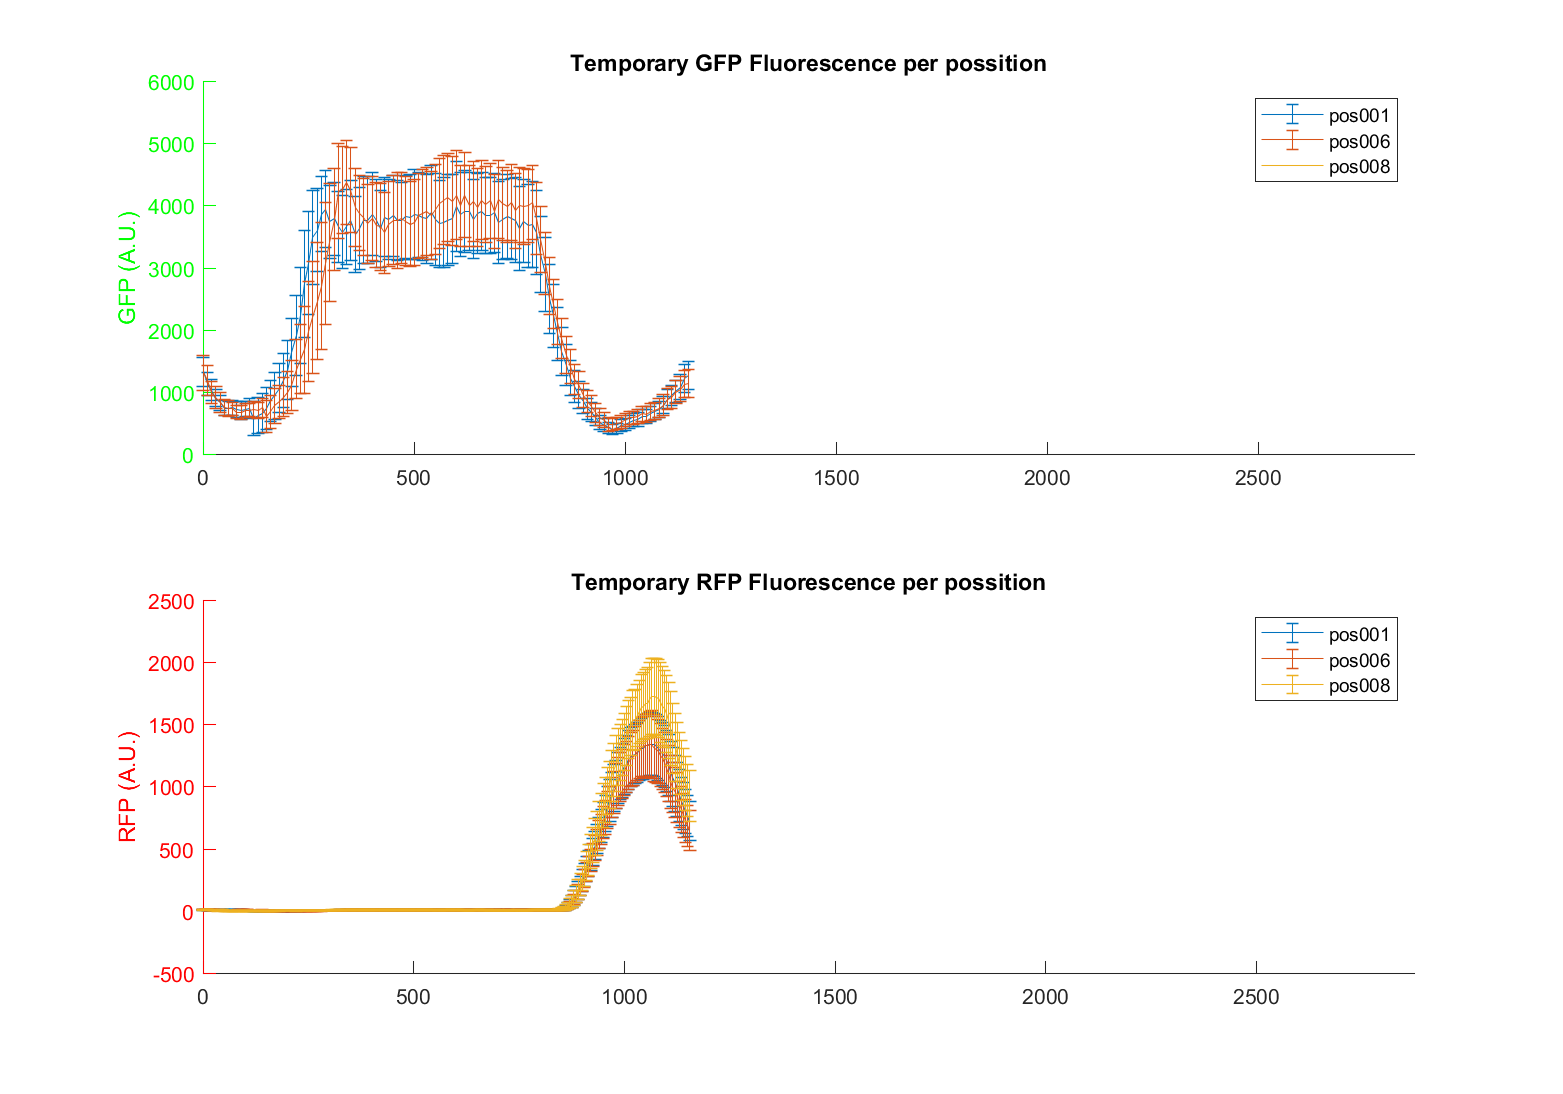 Temporary GFP Fluorescence per possition
GFP (A.U.)
6000
5000
4000
3000
2000
1000
0
0 500 1000 1500 2000 2500
pos001
pos006
pos008
Temporary RFP Fluorescence per possition
RFP (A.U.)
2500
2000
1500
1000
500
0
-500
0 500 1000 1500 2000 2500
pos001
pos006
pos008